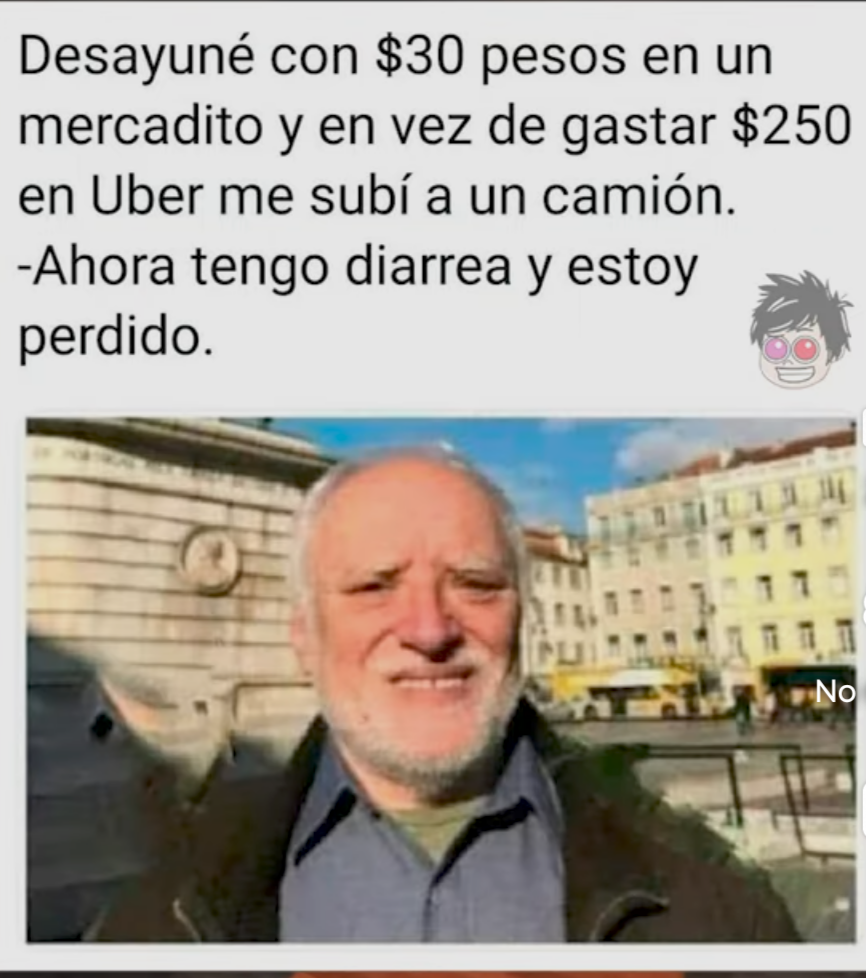 Desayuné con $30 pesos en un
mercadito y en vez de gastar $250
en Uber me subí a un camión.
-Ahora tengo diarrea y estoy
perdido.
No